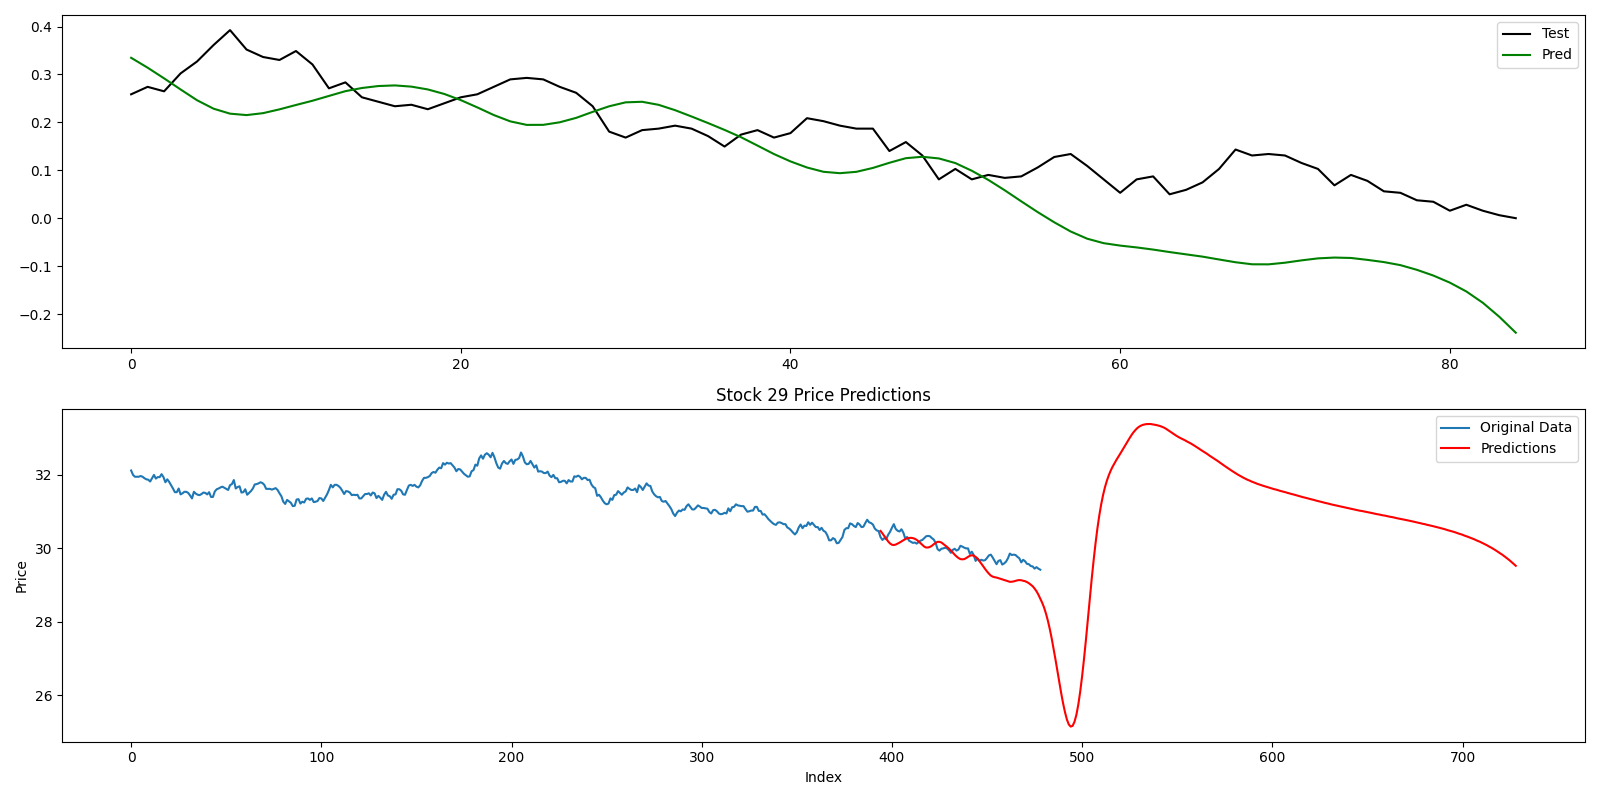 0.4
0.3
0.2
0.1
0.0
−0.1
−0.2
Test
Pred
0 20 40 60 80
Stock 29 Price Predictions
Price
32
30
28
26
Original Data
Predictions
0 100 200 300 400 500 600 700
Index